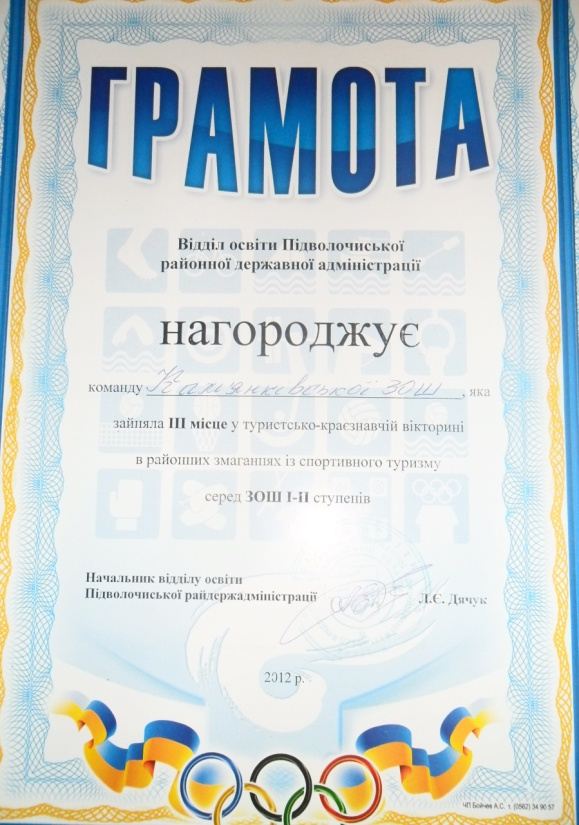 ГРАМОТА
Відділ освіти Підволочиської
районної державної адміністрації
нагороджує
команду Кам'янківської ЗОШ, яка
зайняла ІІІ місце у туристсько-краєзнавчій вікторині
в районних змаганнях із спортивного туризму
серед ЗОШ І-ІІ ступенів
Начальник відділу освіти
Підволочиської райдержадміністрації Л.Є. Дячук
2012 р.
ЧП Бойчев А.С. т. (0562) 34 90 57